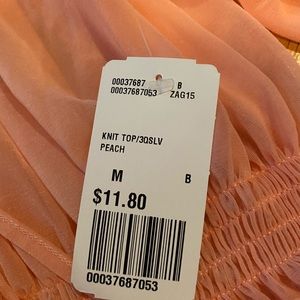 00037687 B
00037687053 ZAG15
KNIT TOP/3QSLV
PEACH
M B
$11.80
00037687053